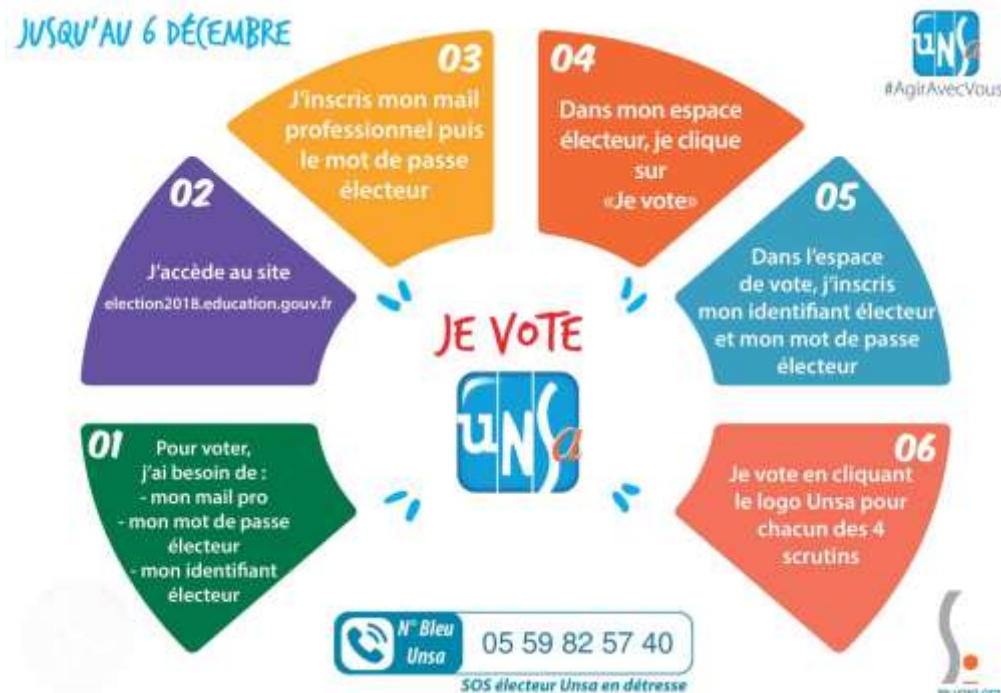 JUSQU'AU 6 DÉCEMBRE
unsa
#AgirAvecVous
01
Pour voter,
j'ai besoin de :
- mon mail pro
- mon mot de passe
électeur
- mon identifiant
électeur
02
J'accède au site
election2018.education.gouv.fr
03
J'inscris mon mail
professionnel puis
le mot de passe
électeur
04
Dans mon espace
électeur, je clique
sur
«Je vote»
05
Dans l'espace
de vote, j'inscris
mon identifiant électeur
et mon mot de passe
électeur
06
Je vote en cliquant
le logo Unsa pour
chacun des 4
scrutins
JE VOTE
unsa
N° Bleu
Unsa
05 59 82 57 40
SOS électeur Unsa en détresse